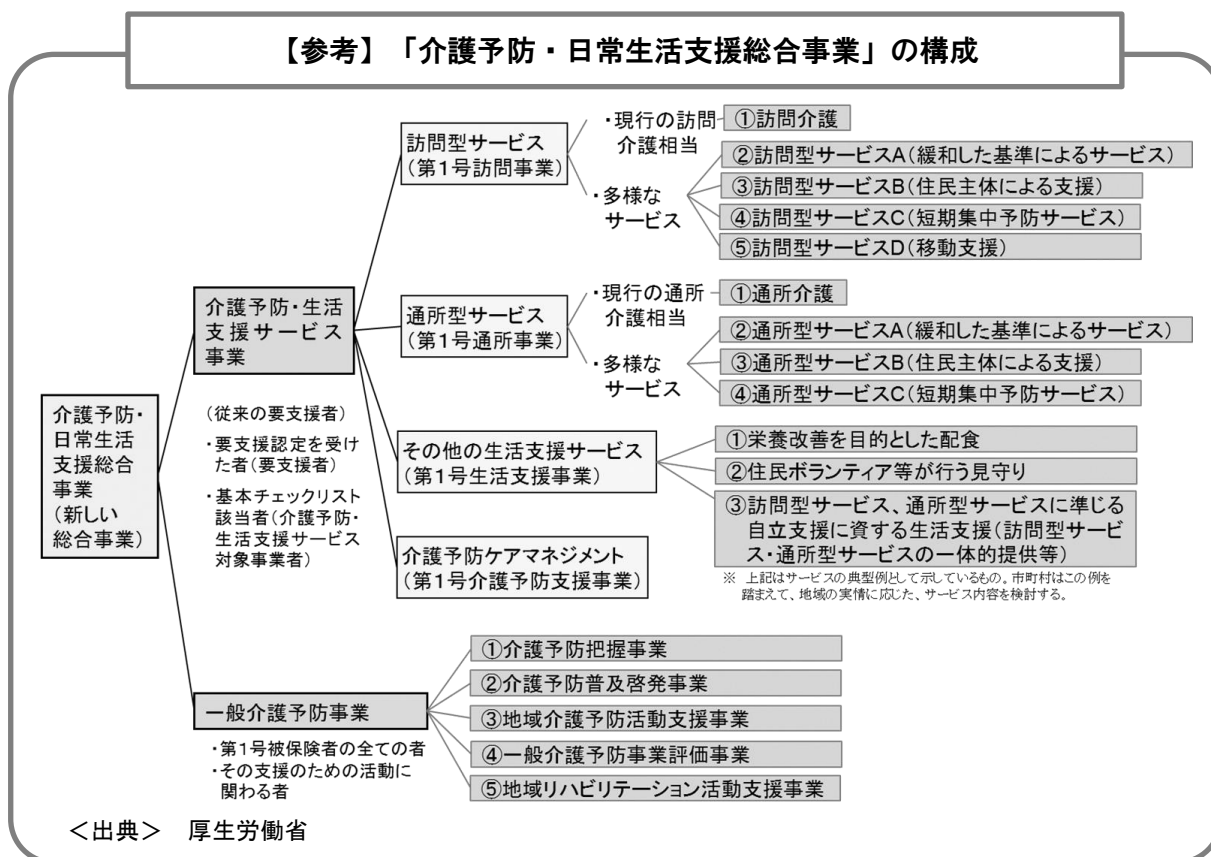 【参考】「介護予防・日常生活支援総合事業」の構成
介護予防・
日常生活
支援総合
事業
（新しい
総合事業）
介護予防・生活
支援サービス
事業
（従来の要支援者）
・要支援認定を受け
た者（要支援者）
・基本チェックリスト
該当者（介護予防・
生活支援サービス
対象事業者）
訪問型サービス
（第1号訪問事業）
・現行の訪問
介護相当
①訪問介護
・多様な
サービス
②訪問型サービスA（緩和した基準によるサービス）
③訪問型サービスB（住民主体による支援）
④訪問型サービスC（短期集中予防サービス）
⑤訪問型サービスD（移動支援）
通所型サービス
（第1号通所事業）
・現行の通所
介護相当
①通所介護
・多様な
サービス
②通所型サービスA（緩和した基準によるサービス）
③通所型サービスB（住民主体による支援）
④通所型サービスC（短期集中予防サービス）
その他の生活支援サービス
（第1号生活支援事業）
①栄養改善を目的とした配食
②住民ボランティア等が行う見守り
③訪問型サービス、通所型サービスに準じる
自立支援に資する生活支援（訪問型サービ
ス・通所型サービスの一体的提供等）
※ 上記はサービスの典型例として示しているもの。市町村はこの例を
踏まえて、地域の実情に応じた、サービス内容を検討する。
介護予防ケアマネジメント
（第1号介護予防支援事業）
一般介護予防事業
・第1号被保険者の全ての者
・その支援のための活動に
関わる者
①介護予防把握事業
②介護予防普及啓発事業
③地域介護予防活動支援事業
④一般介護予防事業評価事業
⑤地域リハビリテーション活動支援事業
＜出典＞ 厚生労働省